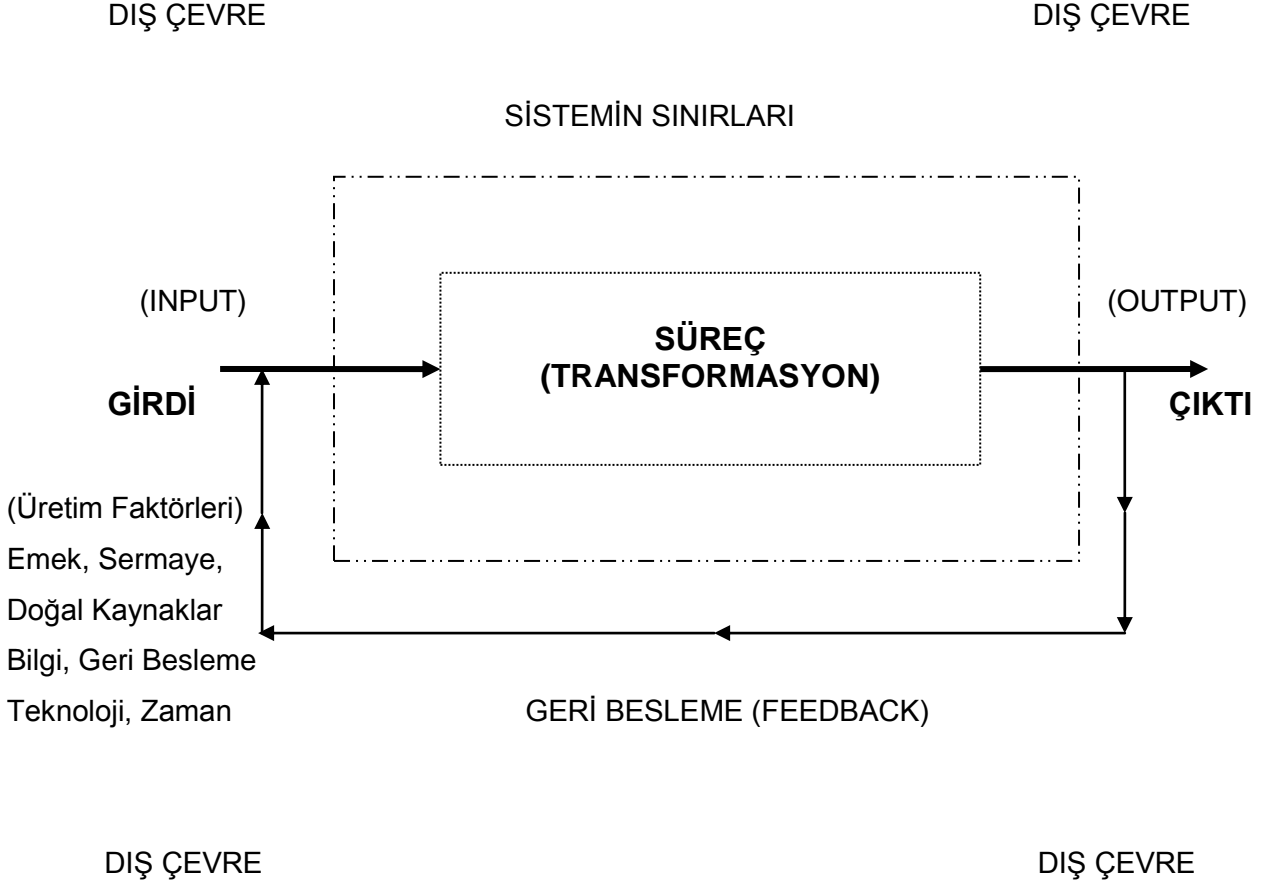 DIŞ ÇEVRE
DIŞ ÇEVRE
SİSTEMİN SINIRLARI
(INPUT)
(OUTPUT)
SÜREÇ
(TRANSFORMASYON)
GİRDİ
ÇIKTI
(Üretim Faktörleri)
Emek, Sermaye,
Doğal Kaynaklar
Bilgi, Geri Besleme
Teknoloji, Zaman
GERİ BESLEME (FEEDBACK)
DIŞ ÇEVRE
DIŞ ÇEVRE